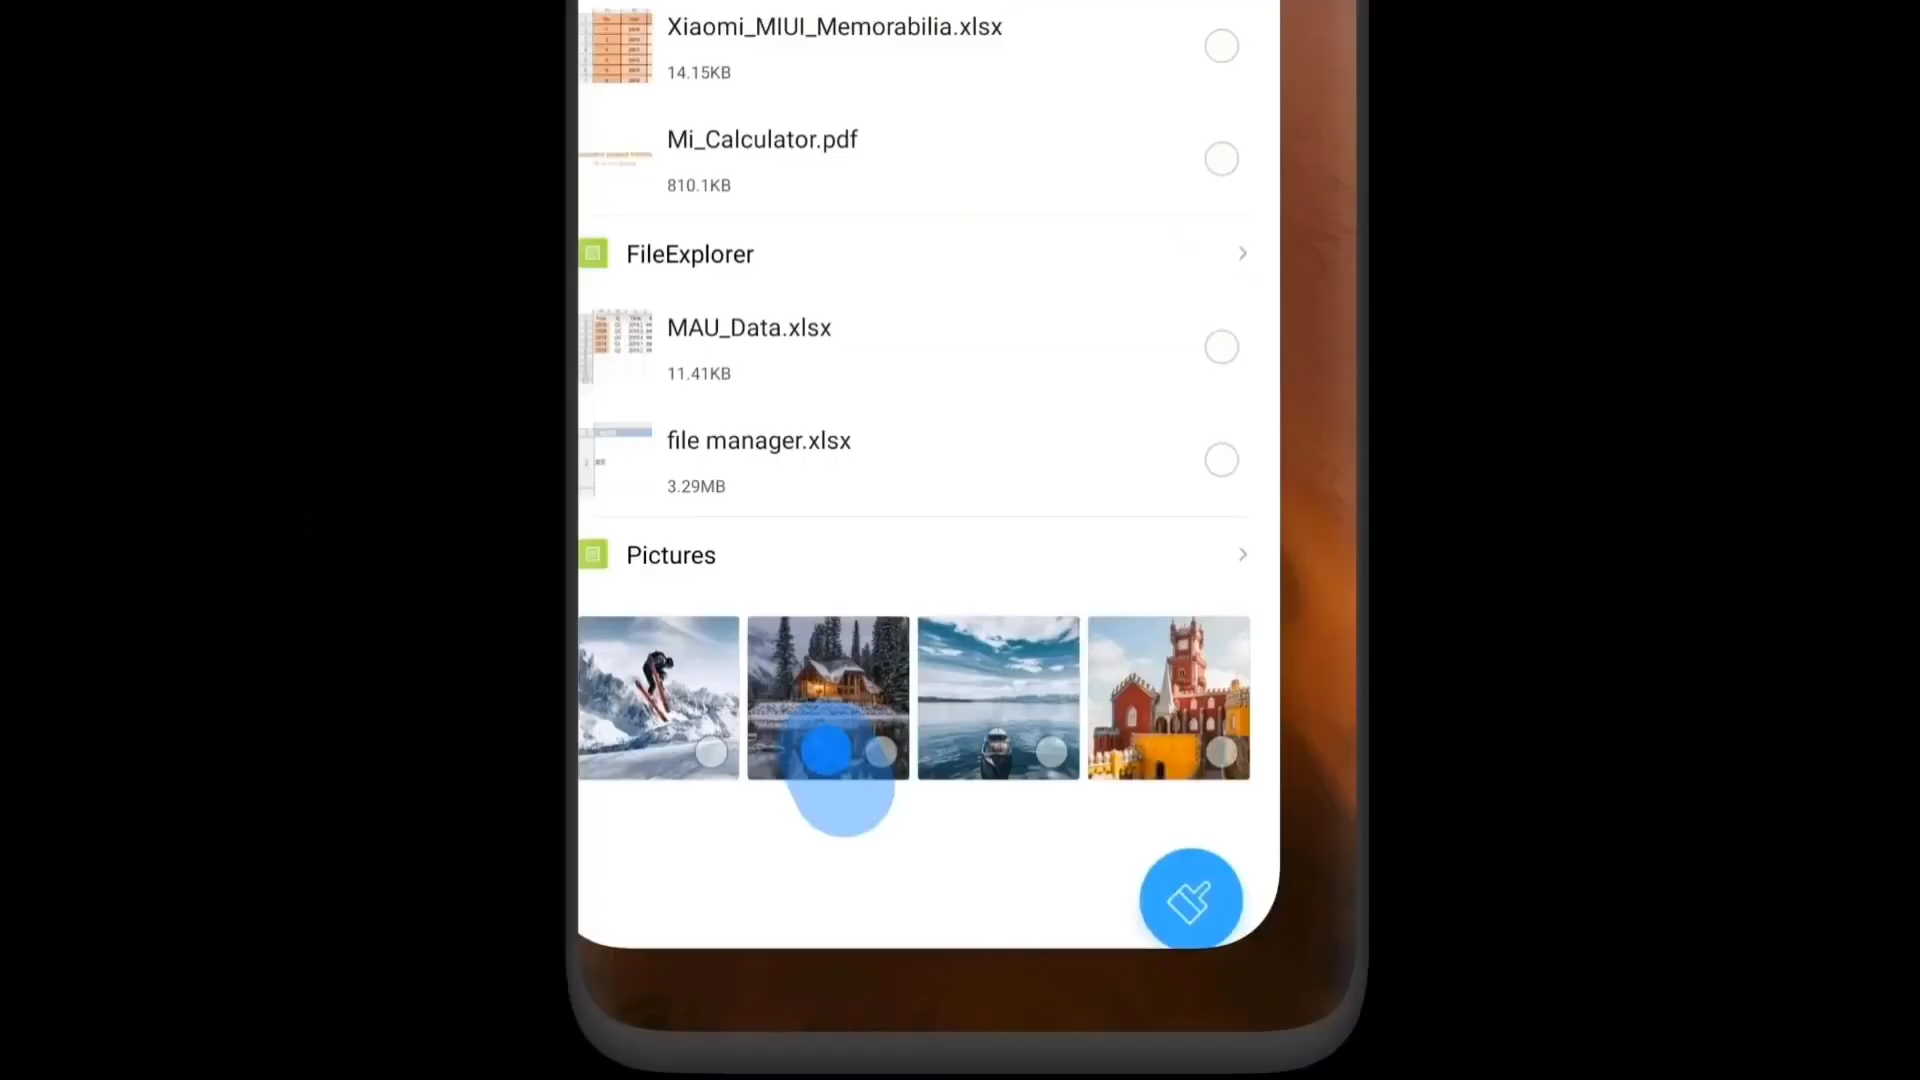 Xiaomi_MIUI_Memorabilia.xlsx
14.15KB
Mi_Calculator.pdf
810.1KB
FileExplorer
MAU_Data.xlsx
11.41KB
file manager.xlsx
3.29MB
Pictures